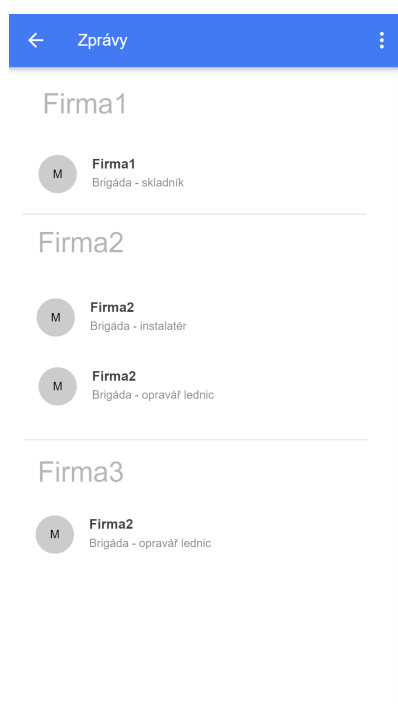 Zprávy
Firma1
M
Firma1
Brigáda - skladník
Firma2
M
Firma2
Brigáda - instalatér
M
Firma2
Brigáda - opravář lednic
Firma3
M
Firma2
Brigáda - opravář lednic